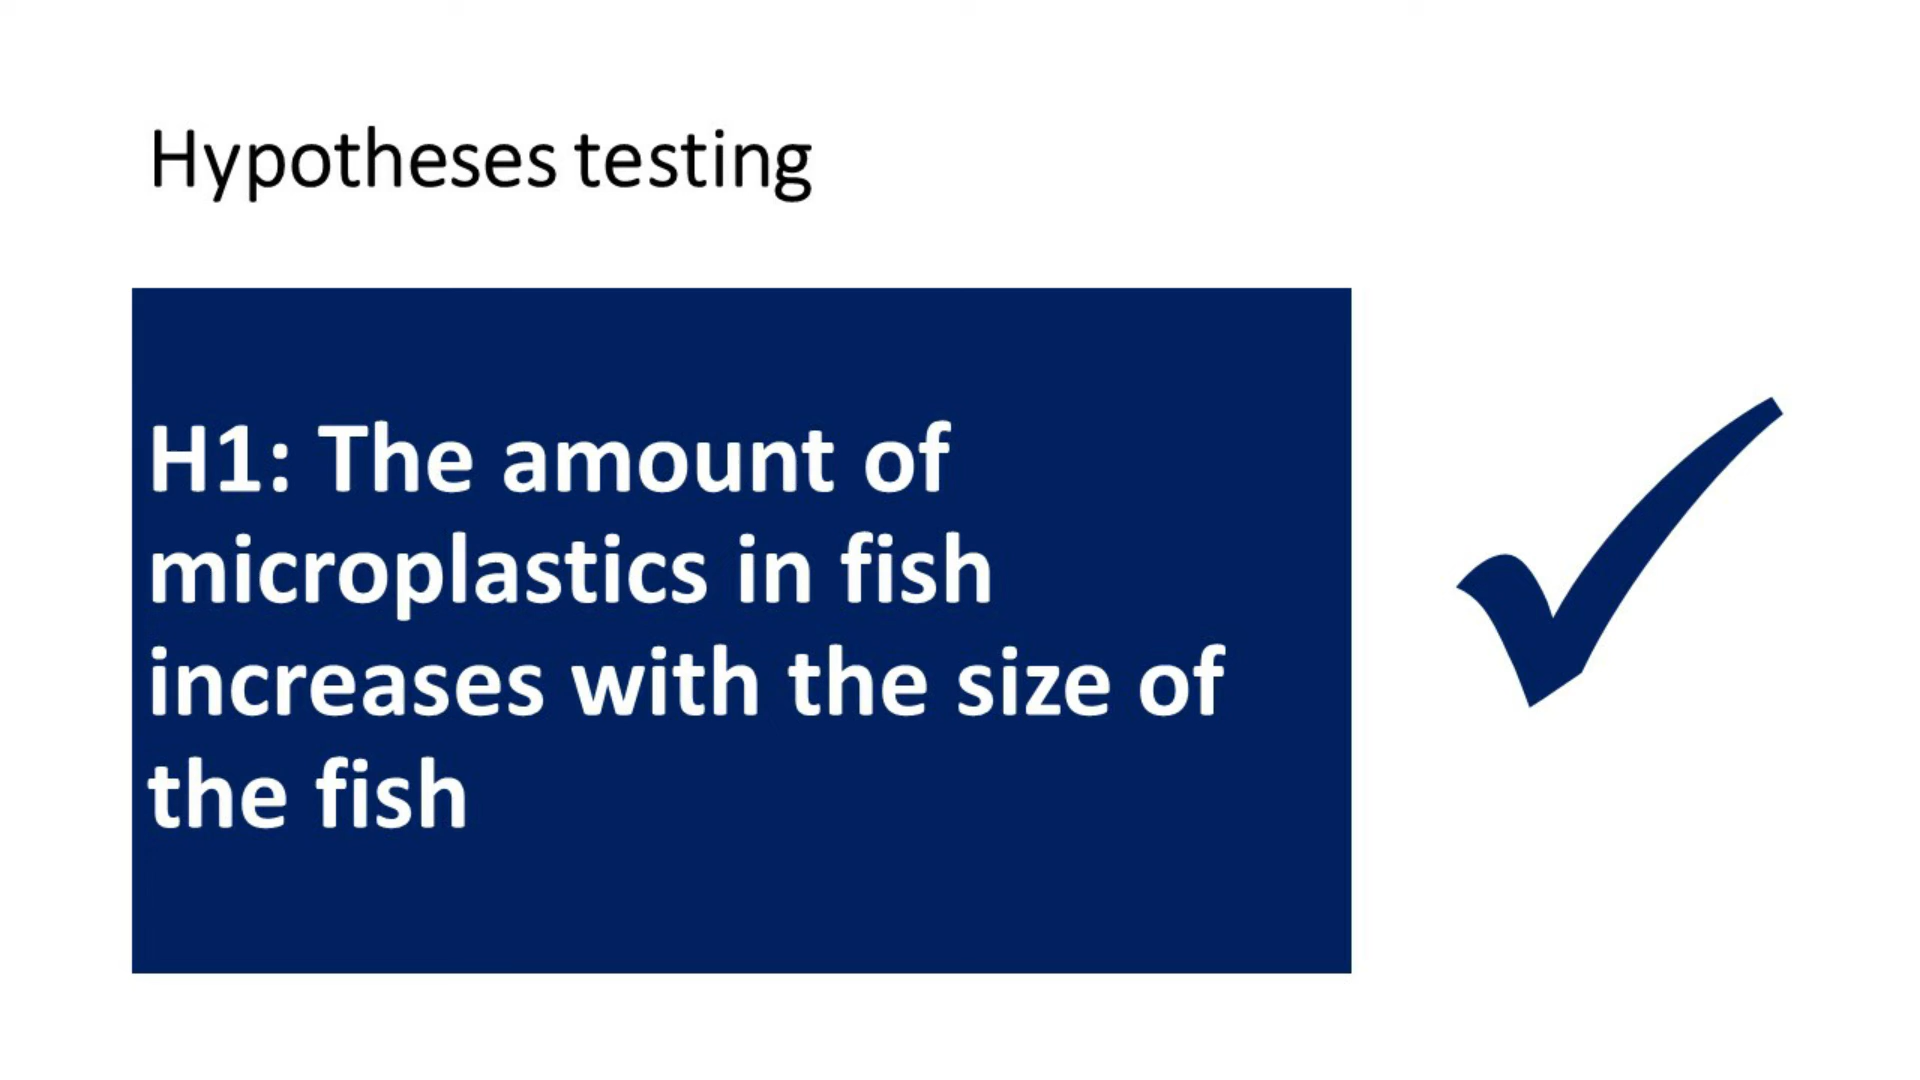 Hypotheses testing
H1: The amount of
microplastics in fish
increases with the size of
the fish